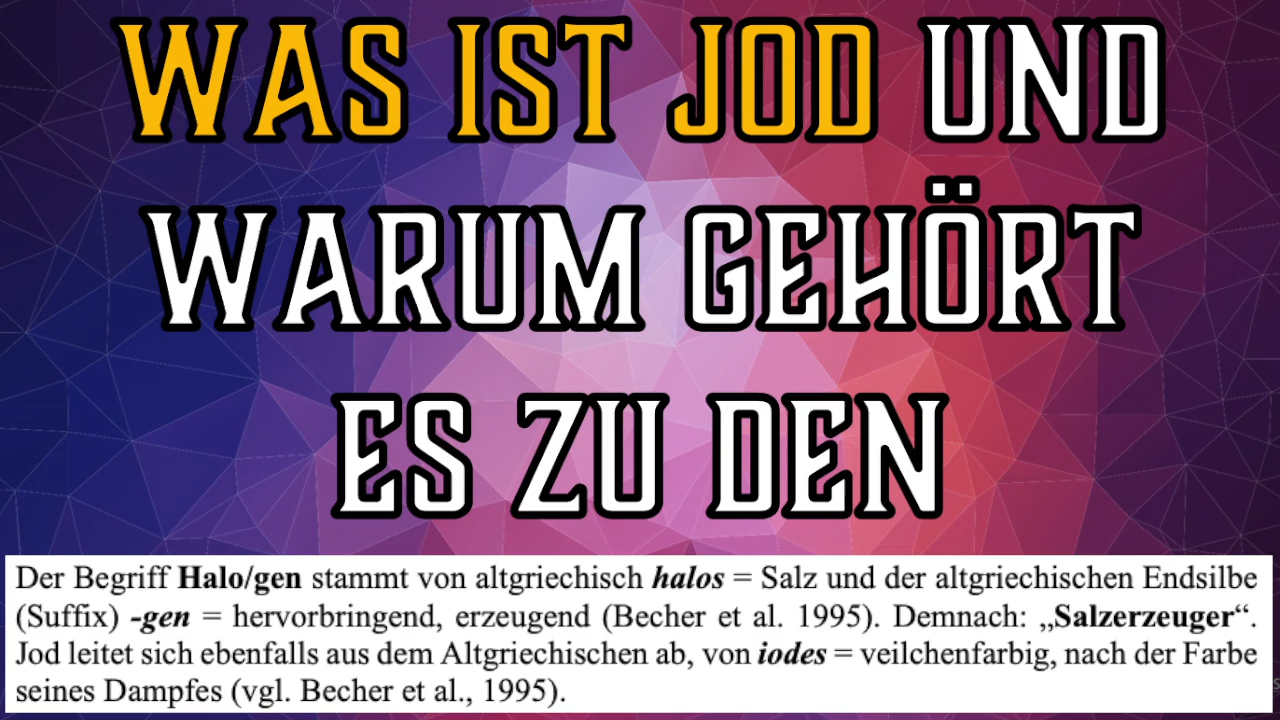 WAS IST JOD UND
WARUM GEHÖRT
ES ZU DEN
Der Begriff Halo/gen stammt von altgriechisch halos = Salz und der altgriechischen Endsilbe
(Suffix) -gen = hervorbringend, erzeugend (Becher et al. 1995). Demnach: „Salzerzeuger“.
Jod leitet sich ebenfalls aus dem Altgriechischen ab, von iodes = veilchenfarbig, nach der Farbe
seines Dampfes (vgl. Becher et al., 1995).